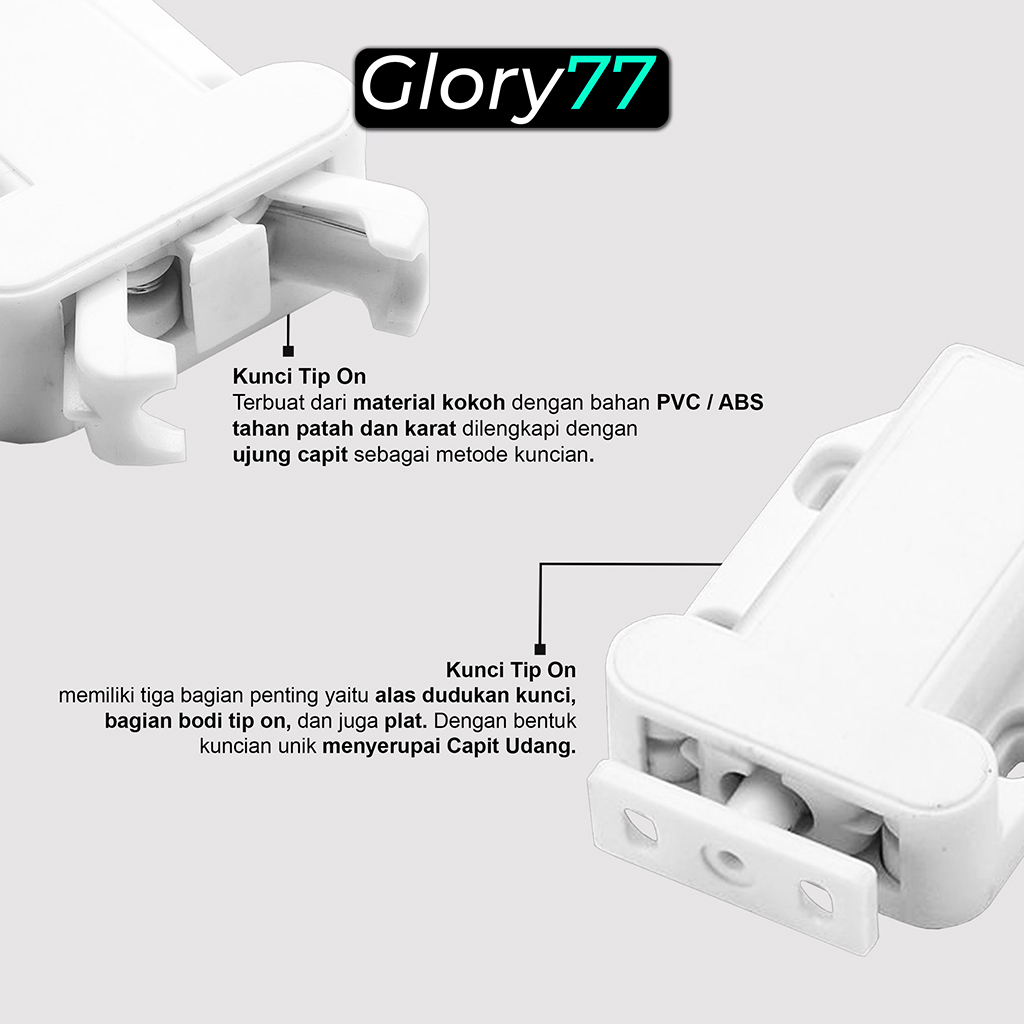 Glory77
Kunci Tip On
Terbuat dari material kokoh dengan bahan PVC / ABS
tahan patah dan karat dilengkapi dengan
ujung capit sebagai metode kuncian.
Kunci Tip On
memiliki tiga bagian penting yaitu alas dudukan kunci,
bagian bodi tip on, dan juga plat. Dengan bentuk
kuncian unik menyerupai Capit Udang.